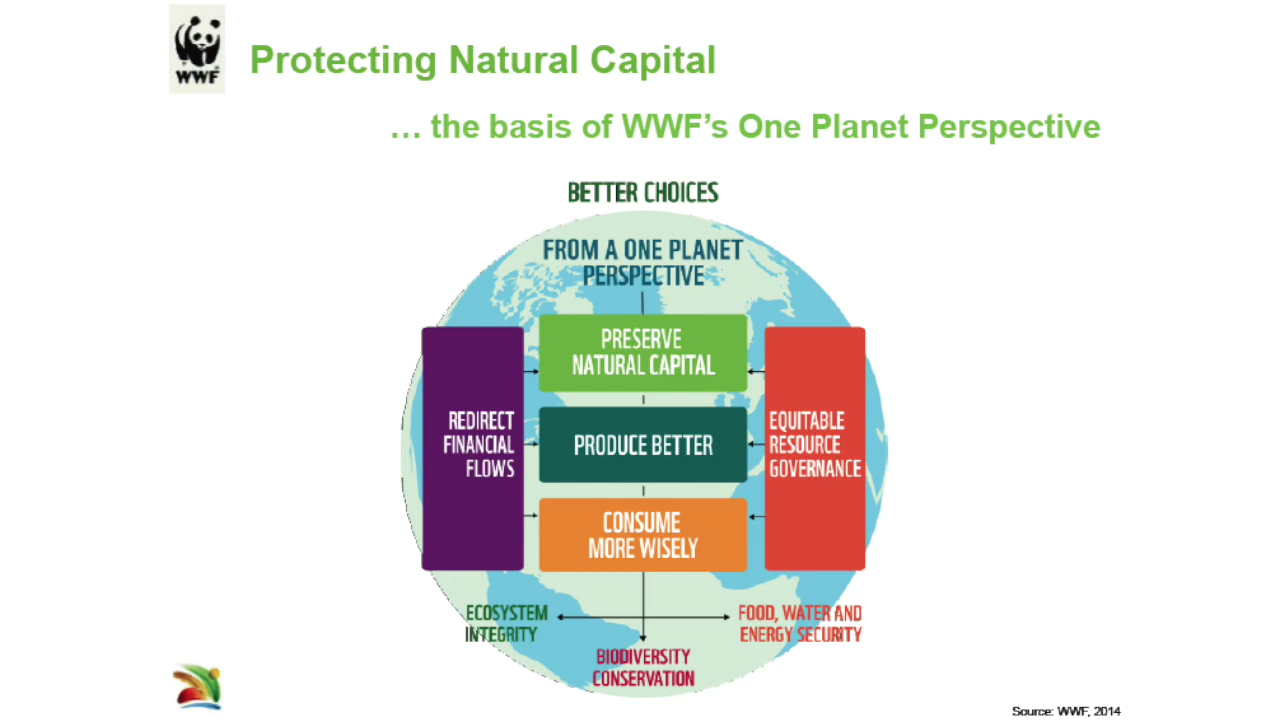 WWF
Protecting Natural Capital
… the basis of WWF's One Planet Perspective
BETTER CHOICES
FROM A ONE PLANET
PERSPECTIVE
PRESERVE
NATURAL CAPITAL
REDIRECT
FINANCIAL
FLOWS
PRODUCE BETTER
EQUITABLE
RESOURCE
GOVERNANCE
CONSUME
MORE WISELY
ECOSYSTEM
INTEGRITY
FOOD, WATER AND
ENERGY SECURITY
BIODIVERSITY
CONSERVATION
Source: WWF, 2014